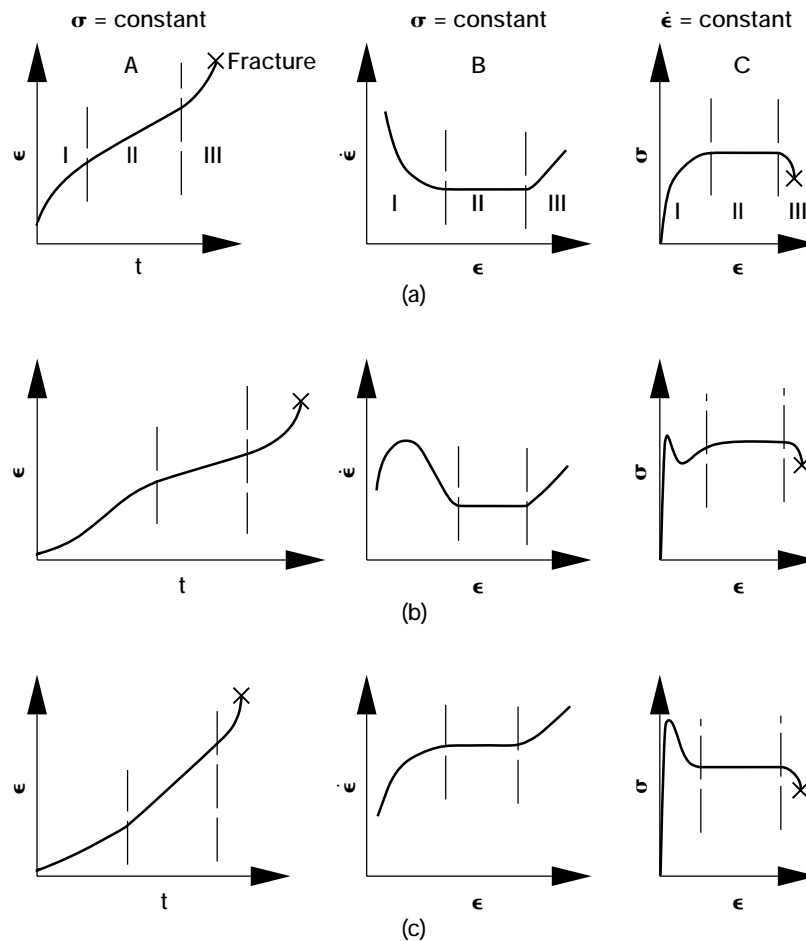 σ = constant σ = constant ε̇ = constant
A B C
Fracture
ϵ I II III
t
ϵ̇ I II III
ϵ
σ I II III
ϵ
(a)
ϵ
t
ϵ̇
ϵ
σ
ϵ
(b)
ϵ
t
ϵ̇
ϵ
σ
ϵ
(c)